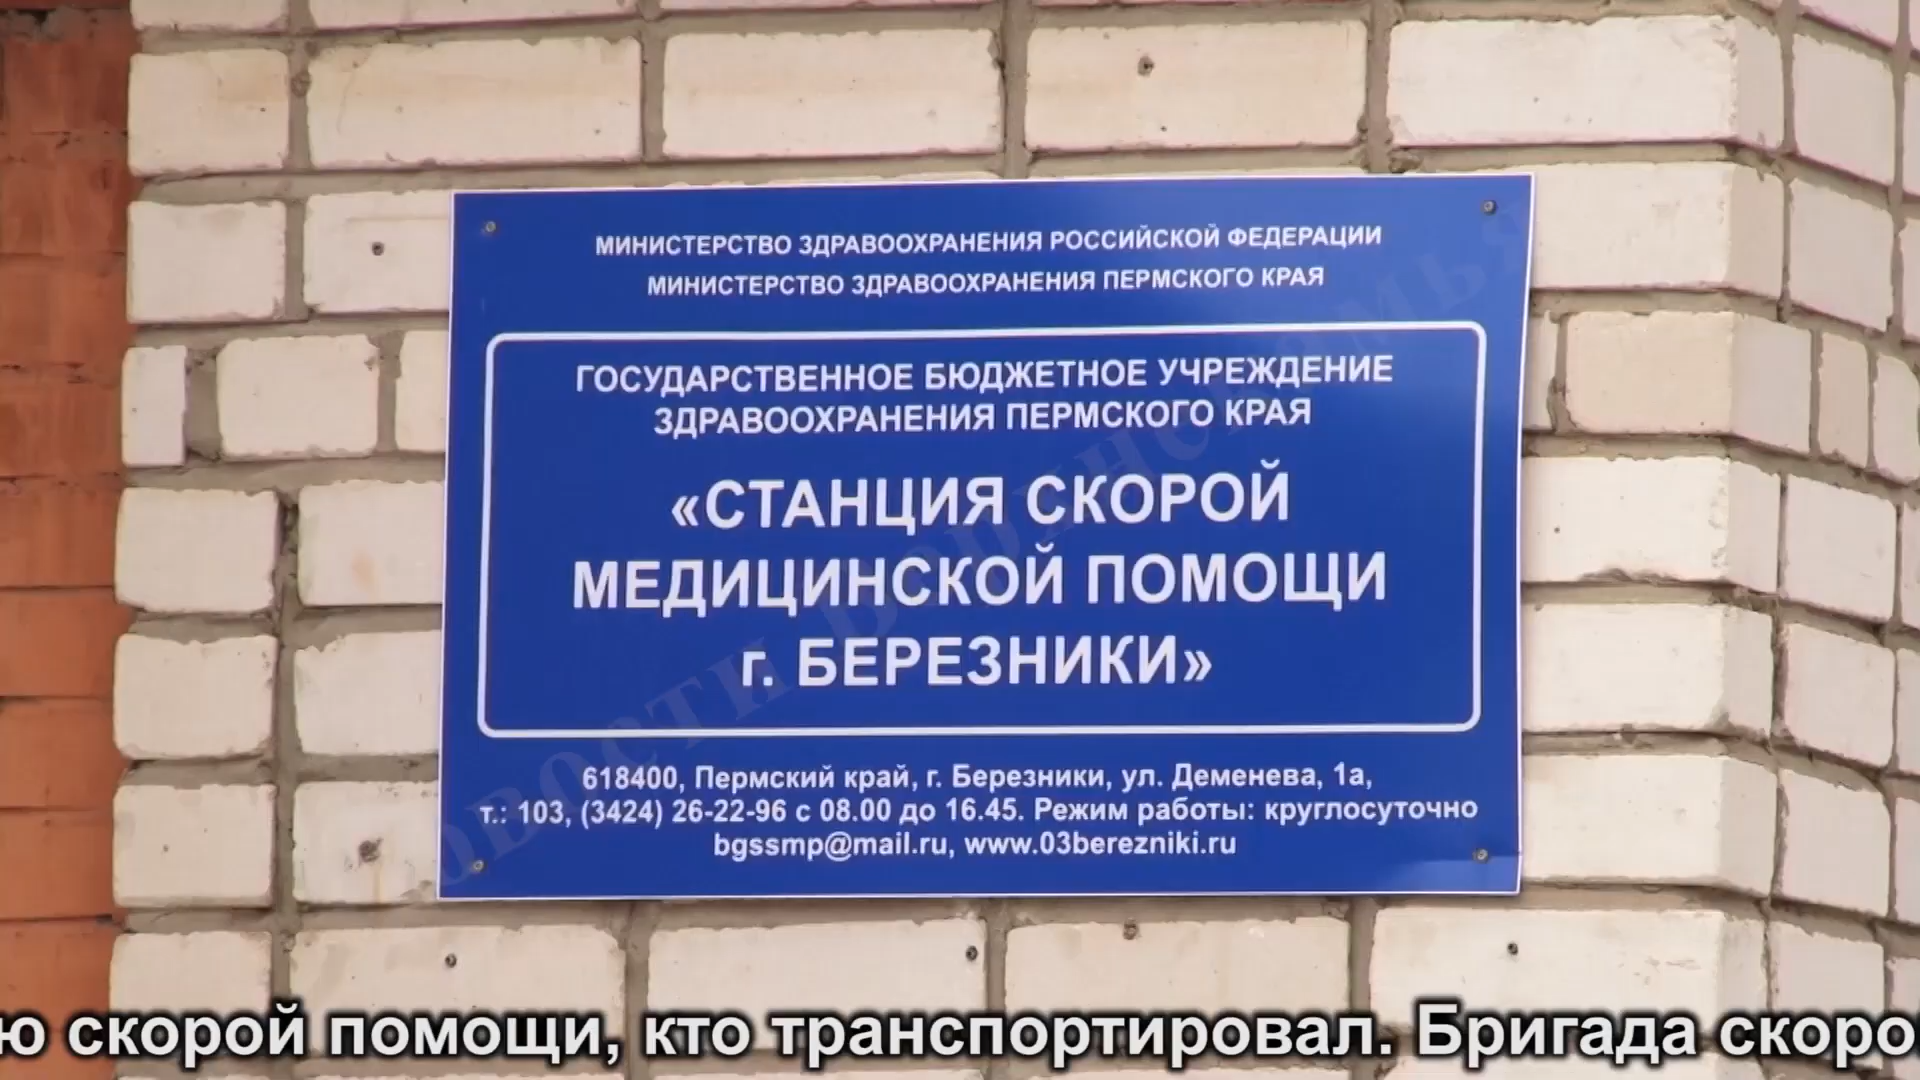 МИНИСТЕРСТВО ЗДРАВООХРАНЕНИЯ РОССИЙСКОЙ ФЕДЕРАЦИИ
МИНИСТЕРСТВО ЗДРАВООХРАНЕНИЯ ПЕРМСКОГО КРАЯ
ГОСУДАРСТВЕННОЕ БЮДЖЕТНОЕ УЧРЕЖДЕНИЕ
ЗДРАВООХРАНЕНИЯ ПЕРМСКОГО КРАЯ
«СТАНЦИЯ СКОРОЙ
МЕДИЦИНСКОЙ ПОМОЩИ
г. БЕРЕЗНИКИ»
618400, Пермский край, г. Березники, ул. Деменева, 1а,
т.: 103, (3424) 26-22-96 с 08.00 до 16.45. Режим работы: круглосуточно
bgssmp@mail.ru, www.03berezniki.ru
ю скорой помощи, кто транспортировал. Бригада скоро